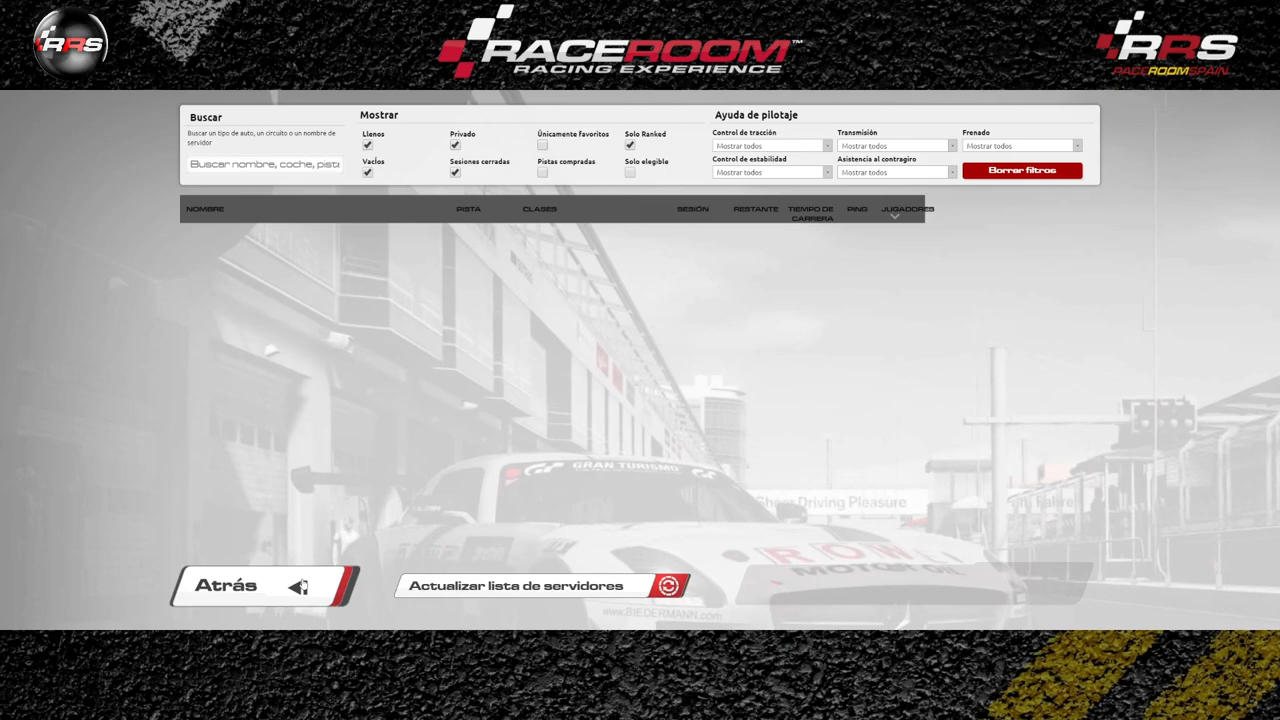 RRS
RACEROOM™
RACING EXPERIENCE
RRS
RACEROOMSPAIN
Buscar
Buscar un tipo de auto, un circuito o un nombre de
servidor
Buscar nombre, coche, pista
Mostrar
Llenos
Privado
Únicamente favoritos
Solo Ranked
Vacíos
Sesiones cerradas
Pistas compradas
Solo elegible
Ayuda de pilotaje
Control de tracción
Transmisión
Frenado
Mostrar todos
Mostrar todos
Mostrar todos
Control de estabilidad
Asistencia al contragiro
Mostrar todos
Mostrar todos
Borrar filtros
NOMBRE
PISTA
CLASES
SESIÓN
RESTANTE
TIEMPO DE
CARRERA
PING
JUGADORES
GRAN TURISMO
Sheer Driving Pleasure
ROWE
MOTOR OIL
www.BIEDERMANN.com
Atrás
Actualizar lista de servidores